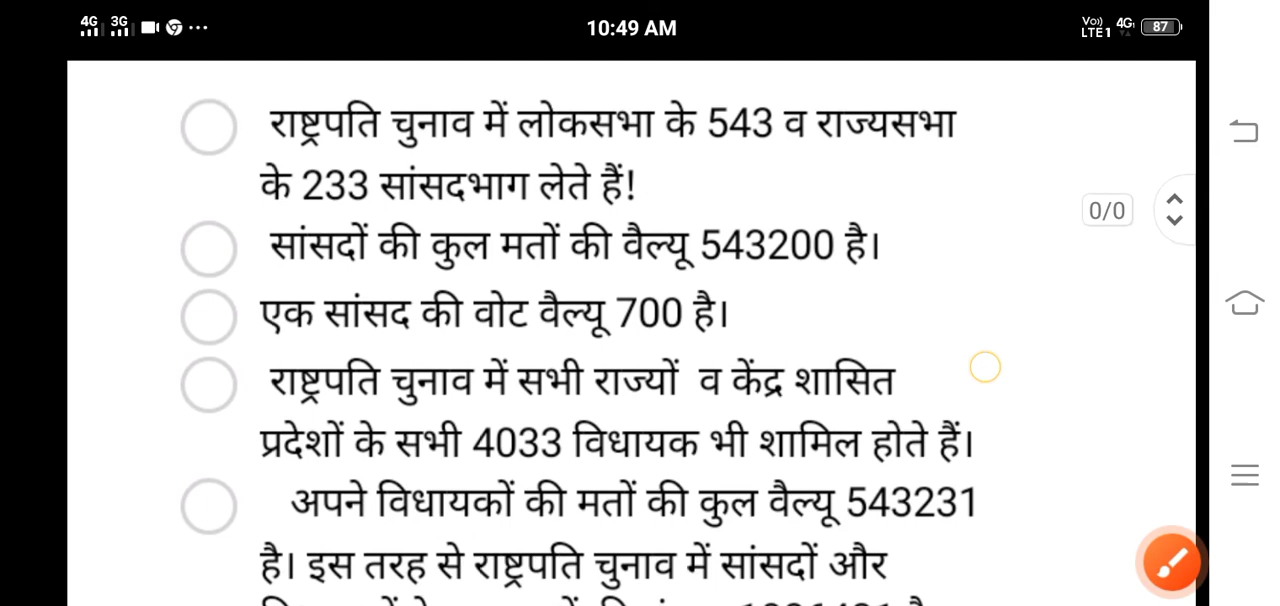 4G 3G ...
10:49 AM
Vo)) LTE1 4G 87
राष्ट्रपति चुनाव में लोकसभा के 543 व राज्यसभा
के 233 सांसदभाग लेते हैं!
0/0
सांसदों की कुल मतों की वैल्यू 543200 है।
एक सांसद की वोट वैल्यू 700 है।
राष्ट्रपति चुनाव में सभी राज्यों व केंद्र शासित
प्रदेशों के सभी 4033 विधायक भी शामिल होते हैं।
अपने विधायकों की मतों की कुल वैल्यू 543231
है। इस तरह से राष्ट्रपति चुनाव में सांसदों और